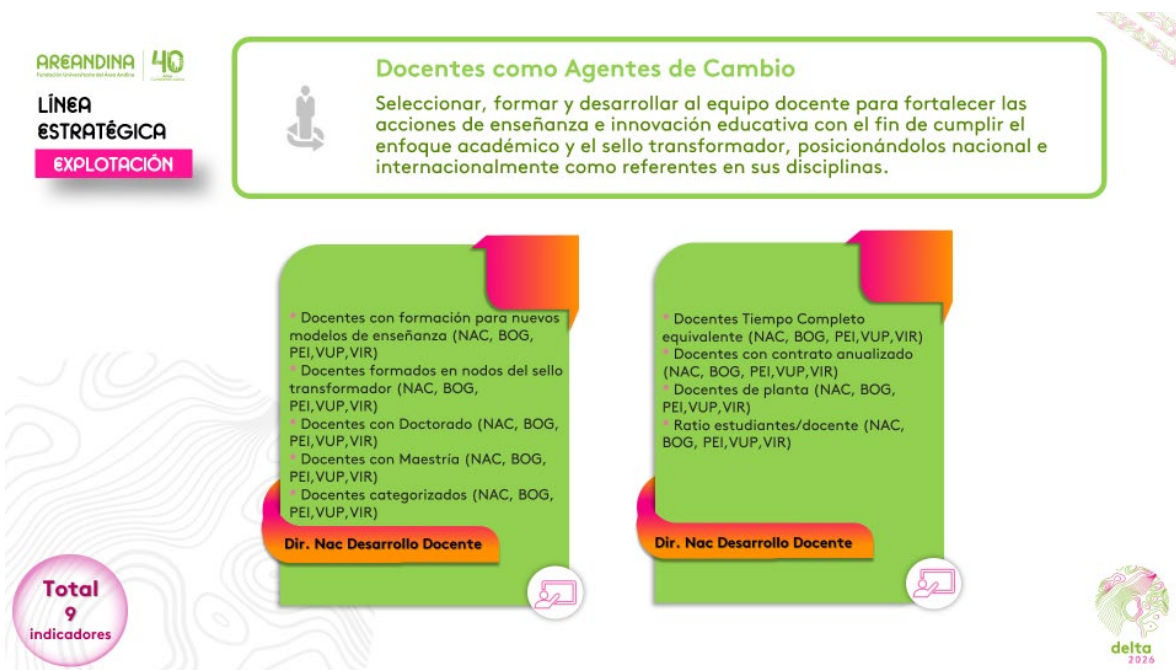 AREANDINA
Fundación Universitaria del Área Andina
40
LÍNEA
ESTRATÉGICA
EXPLOTACIÓN
Docentes como Agentes de Cambio
Seleccionar, formar y desarrollar al equipo docente para fortalecer las
acciones de enseñanza e innovación educativa con el fin de cumplir el
enfoque académico y el sello transformador, posicionándolos nacional e
internacionalmente como referentes en sus disciplinas.
* Docentes con formación para nuevos
modelos de enseñanza (NAC, BOG,
PEI,VUP,VIR)
* Docentes formados en nodos del sello
transformador (NAC, BOG,
PEI,VUP,VIR)
* Docentes con Doctorado (NAC, BOG,
PEI,VUP,VIR)
* Docentes con Maestría (NAC, BOG,
PEI,VUP,VIR)
* Docentes categorizados (NAC, BOG,
PEI,VUP,VIR)
Dir. Nac Desarrollo Docente
* Docentes Tiempo Completo
equivalente (NAC, BOG, PEI,VUP,VIR)
* Docentes con contrato anualizado
(NAC, BOG, PEI,VUP,VIR)
* Docentes de planta (NAC, BOG,
PEI,VUP,VIR)
* Ratio estudiantes/docente (NAC,
BOG, PEI,VUP,VIR)
Dir. Nac Desarrollo Docente
Total
9
indicadores
delta
2026